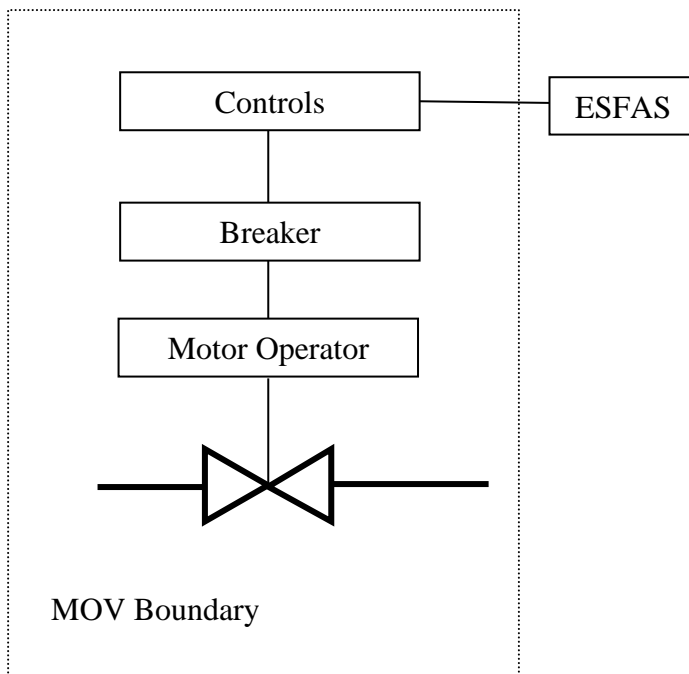 Controls
ESFAS
Breaker
Motor Operator
MOV Boundary